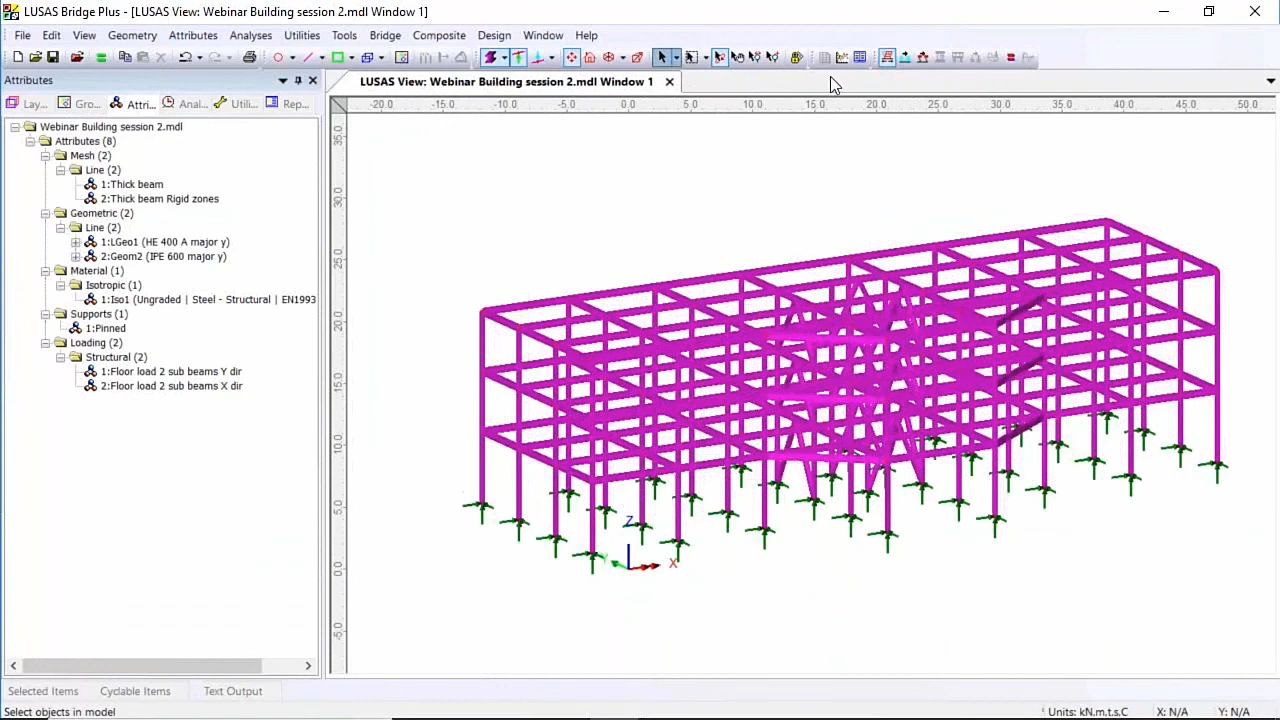 LUSAS Bridge Plus - [LUSAS View: Webinar Building session 2.mdl Window 1]
File Edit View Geometry Attributes Analyses Utilities Tools Bridge Composite Design Window Help
Attributes
LUSAS View: Webinar Building session 2.mdl Window 1
Lay... Gro... Attri... Anal... Utili... Rep...
-20.0 -15.0 -10.0 -5.0 0.0 5.0 10.0 15.0 20.0 25.0 30.0 35.0 40.0 45.0 50.0
35.0
30.0
25.0
20.0
15.0
10.0
5.0
0.0
-5.0
Webinar Building session 2.mdl
Attributes (8)
Mesh (2)
Line (2)
1:Thick beam
2:Thick beam Rigid zones
Geometric (2)
Line (2)
1:LGeo1 (HE 400 A major y)
2:Geom2 (IPE 600 major y)
Material (1)
Isotropic (1)
1:Iso1 (Ungraded | Steel - Structural | EN1993
Supports (1)
1:Pinned
Loading (2)
Structural (2)
1:Floor load 2 sub beams Y dir
2:Floor load 2 sub beams X dir
Z
Y
X
Selected Items Cyclable Items Text Output
Select objects in model
Units: kN.m.t.s.C X: N/A Y: N/A